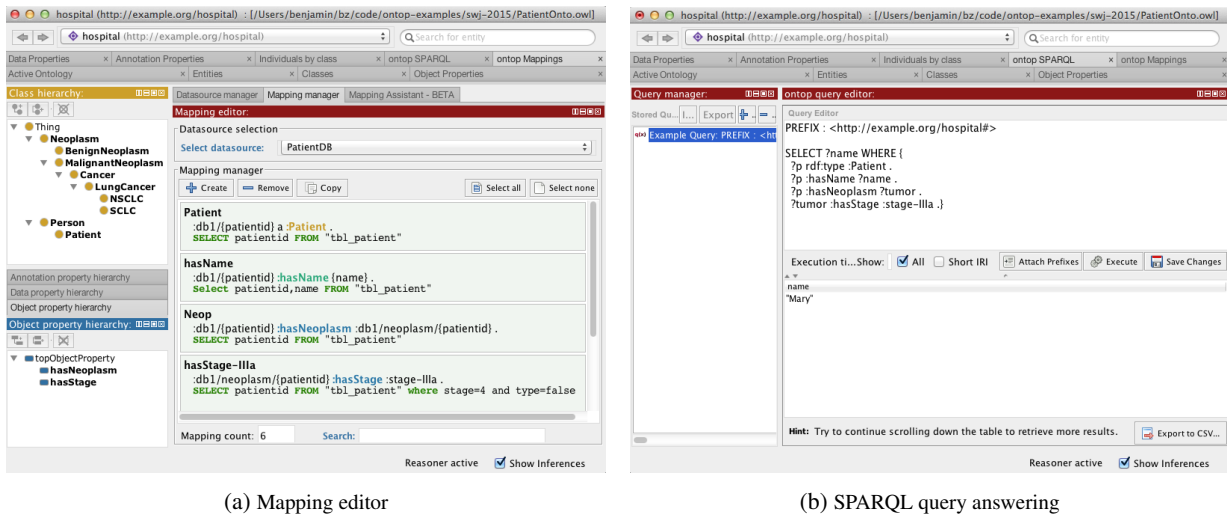 hospital (http://example.org/hospital) : [/Users/benjamin/bz/code/ontop-examples/swj-2015/PatientOnto.owl]
hospital (http://example.org/hospital)
Search for entity
Data Properties × Annotation Properties × Individuals by class × ontop SPARQL × ontop Mappings ×
Active Ontology × Entities × Classes × Object Properties ×
Class hierarchy:
Thing
Neoplasm
BenignNeoplasm
MalignantNeoplasm
Cancer
LungCancer
NSCLC
SCLC
Person
Patient
Annotation property hierarchy
Data property hierarchy
Object property hierarchy
Object property hierarchy:
topObjectProperty
hasNeoplasm
hasStage
Datasource manager Mapping manager Mapping Assistant - BETA
Mapping editor:
Datasource selection
Select datasource: PatientDB
Mapping manager
Create Remove Copy Select all Select none
Patient
:db1/{patientid} a :Patient .
SELECT patientid FROM "tbl_patient"
hasName
:db1/{patientid} :hasName {name} .
Select patientid,name FROM "tbl_patient"
Neop
:db1/{patientid} :hasNeoplasm :db1/neoplasm/{patientid} .
SELECT patientid FROM "tbl_patient"
hasStage-IIIa
:db1/neoplasm/{patientid} :hasStage :stage-IIIa .
SELECT patientid FROM "tbl_patient" where stage=4 and type=false
Mapping count: 6 Search:
Reasoner active Show Inferences
(a) Mapping editor
hospital (http://example.org/hospital) : [/Users/benjamin/bz/code/ontop-examples/swj-2015/PatientOnto.owl]
hospital (http://example.org/hospital)
Search for entity
Data Properties × Annotation Properties × Individuals by class × ontop SPARQL × ontop Mappings ×
Active Ontology × Entities × Classes × Object Properties ×
Query manager:
Stored Qu... I... Export
Example Query: PREFIX : <htt
ontop query editor:
Query Editor
PREFIX : <http://example.org/hospital#>
SELECT ?name WHERE {
?p rdf:type :Patient .
?p :hasName ?name .
?p :hasNeoplasm ?tumor .
?tumor :hasStage :stage-IIIa .}
Execution ti...Show: All Short IRI Attach Prefixes Execute Save Changes
name
"Mary"
Hint: Try to continue scrolling down the table to retrieve more results. Export to CSV...
Reasoner active Show Inferences
(b) SPARQL query answering